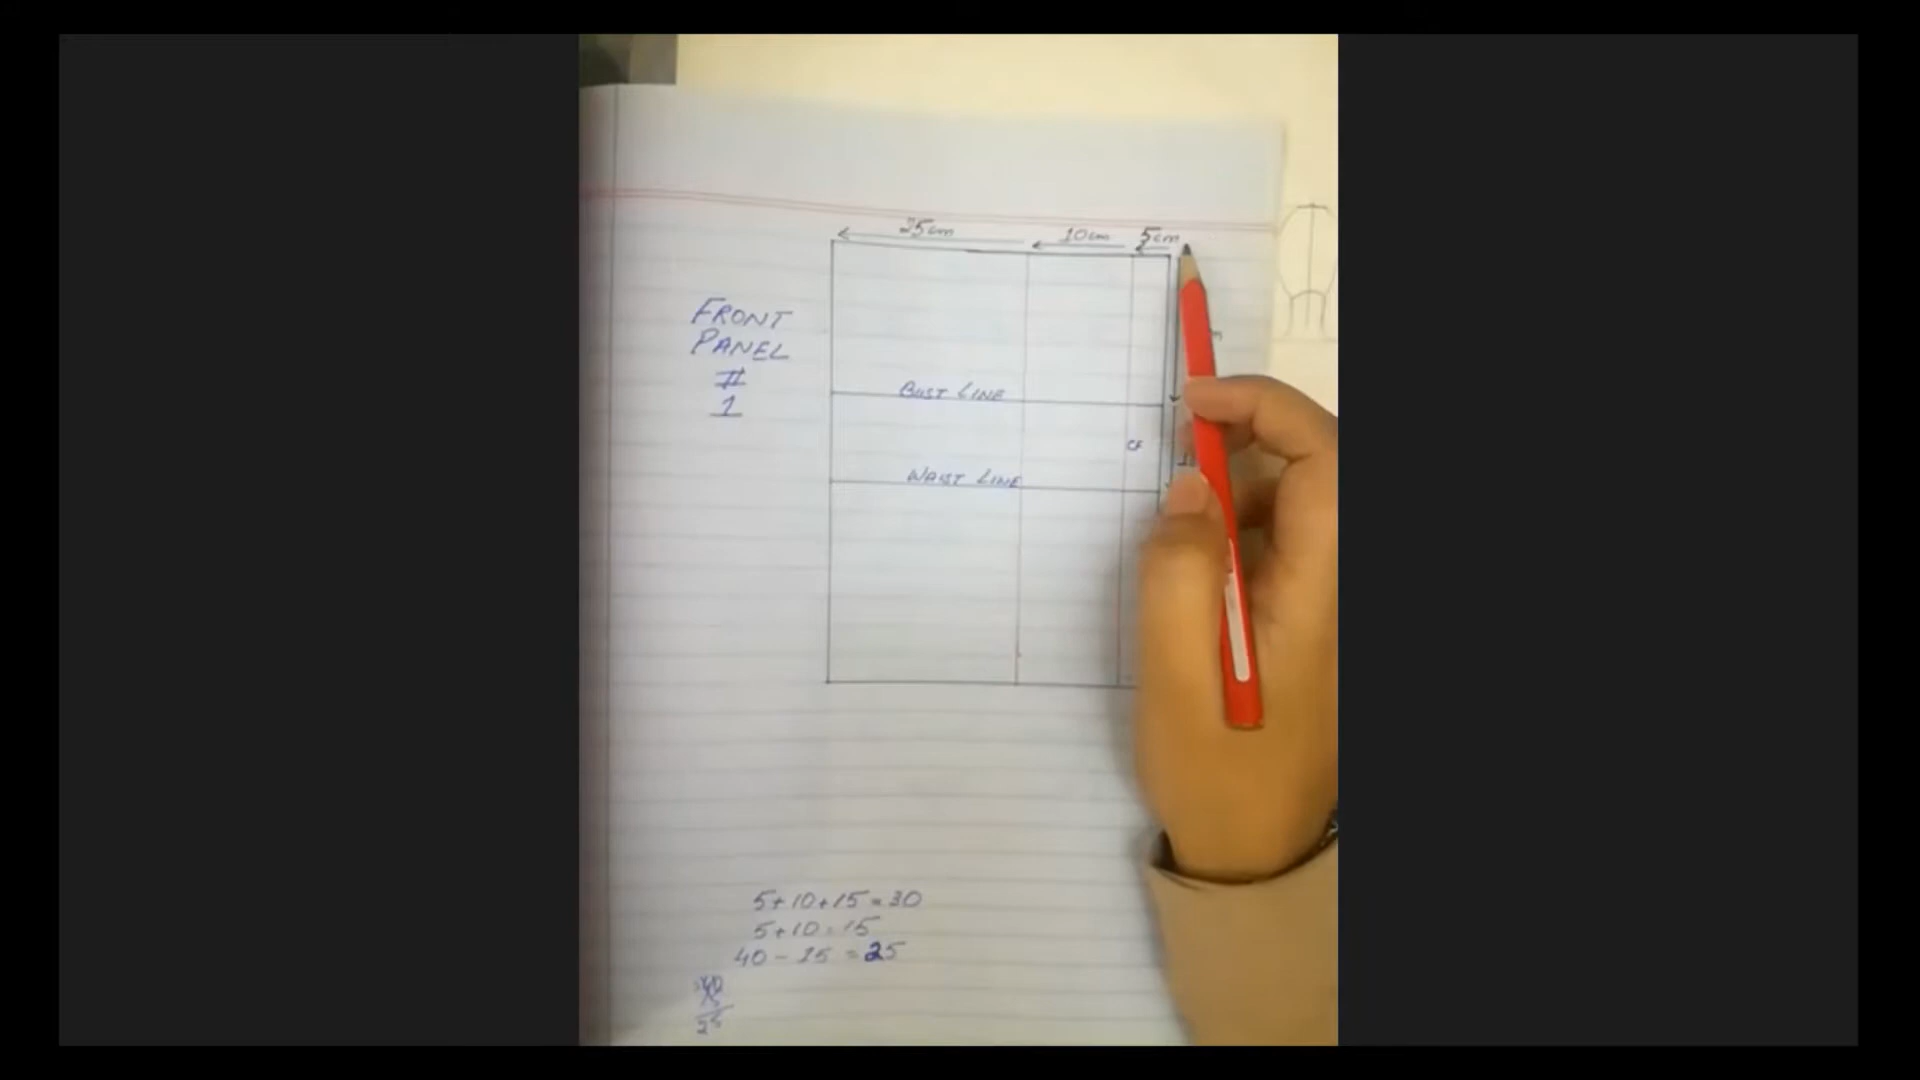 25cm 10cm 5cm
FRONT
PANEL
#
1
BUST LINE
CF
WAIST LINE
5+10+15=30
5+10=15
40-15=25